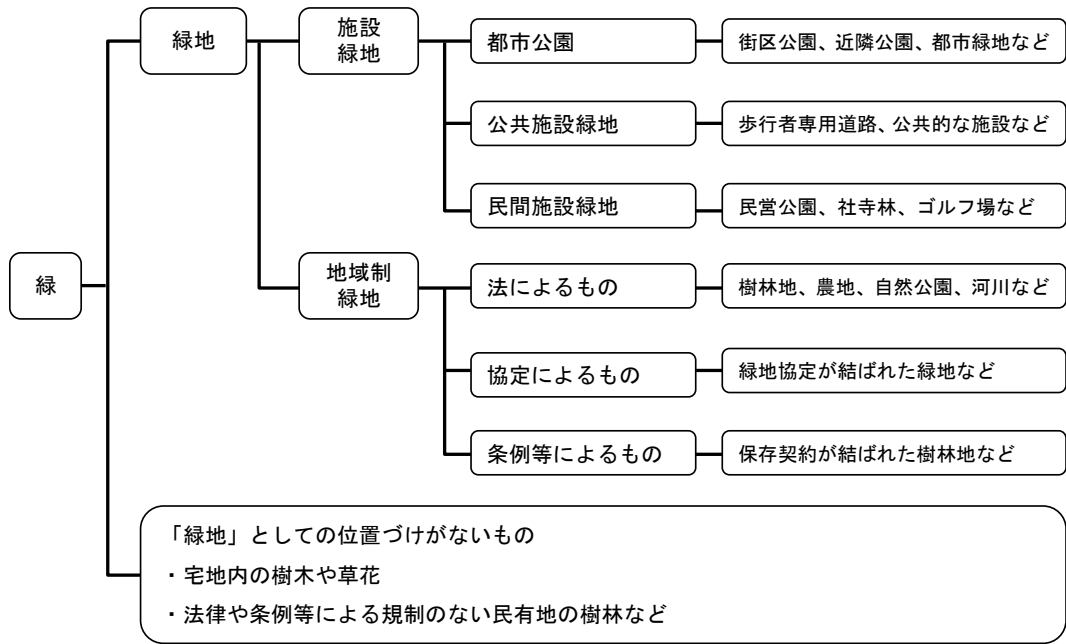 緑
緑地
施設
緑地
都市公園
街区公園、近隣公園、都市緑地など
公共施設緑地
歩行者専用道路、公共的な施設など
民間施設緑地
民営公園、社寺林、ゴルフ場など
地域制
緑地
法によるもの
樹林地、農地、自然公園、河川など
協定によるもの
緑地協定が結ばれた緑地など
条例等によるもの
保存契約が結ばれた樹林地など
「緑地」としての位置づけがないもの
・宅地内の樹木や草花
・法律や条例等による規制のない民有地の樹林など